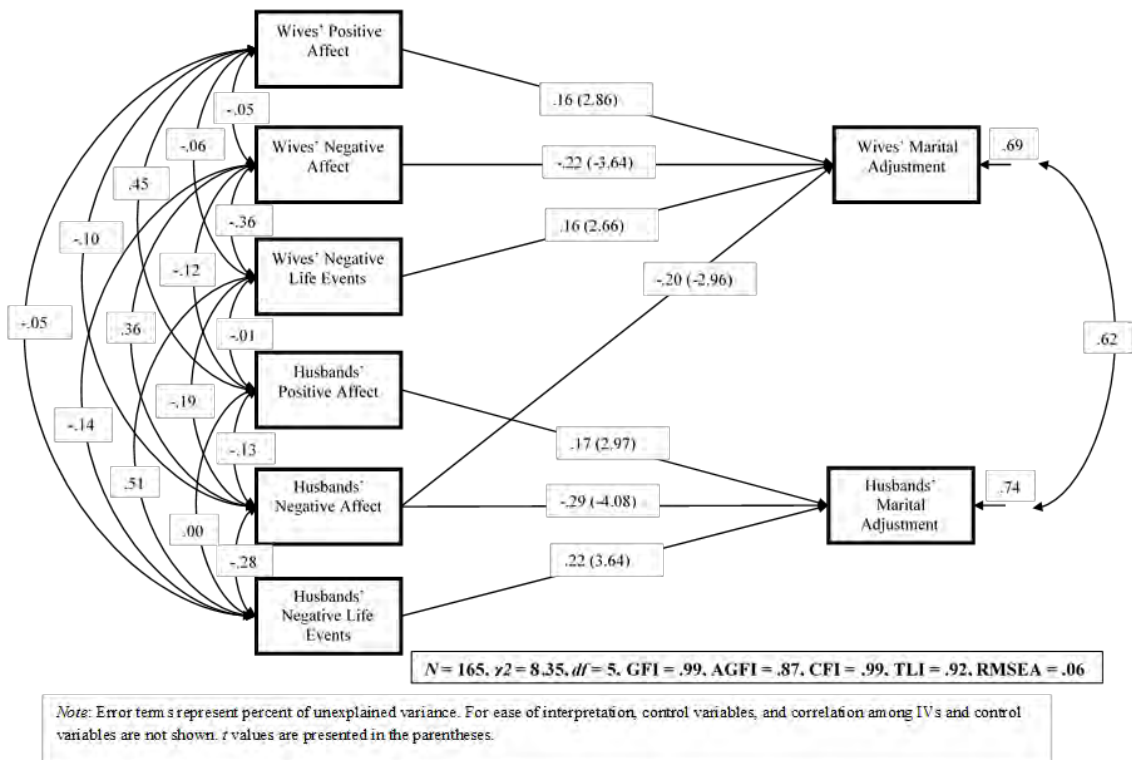 Wives' Positive
Affect
-.05
.16 (2.86)
Wives' Negative
Affect
-.06
-.22 (-3.64)
Wives' Marital
Adjustment
.69
.45
-.36
.16 (2.66)
-.10
Wives' Negative
Life Events
-.12
-.20 (-2.96)
-.05
.36
-.01
.62
Husbands'
Positive Affect
-.19
-.14
-.13
.17 (2.97)
.51
Husbands'
Negative Affect
-.29 (-4.08)
Husbands'
Marital
Adjustment
.74
.00
-.28
.22 (3.64)
Husbands'
Negative Life
Events
N = 165, χ2 = 8.35, df = 5, GFI = .99, AGFI = .87, CFI = .99, TLI = .92, RMSEA = .06
Note: Error terms represent percent of unexplained variance. For ease of interpretation, control variables, and correlation among IVs and control
variables are not shown. t values are presented in the parentheses.